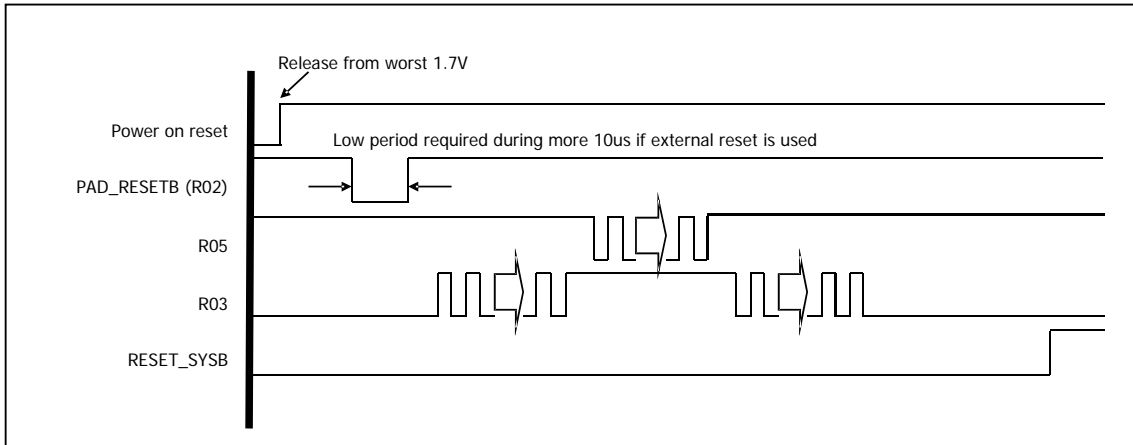 Release from worst 1.7V
Power on reset
Low period required during more 10us if external reset is used
PAD_RESETB (R02)
R05
R03
RESET_SYSB